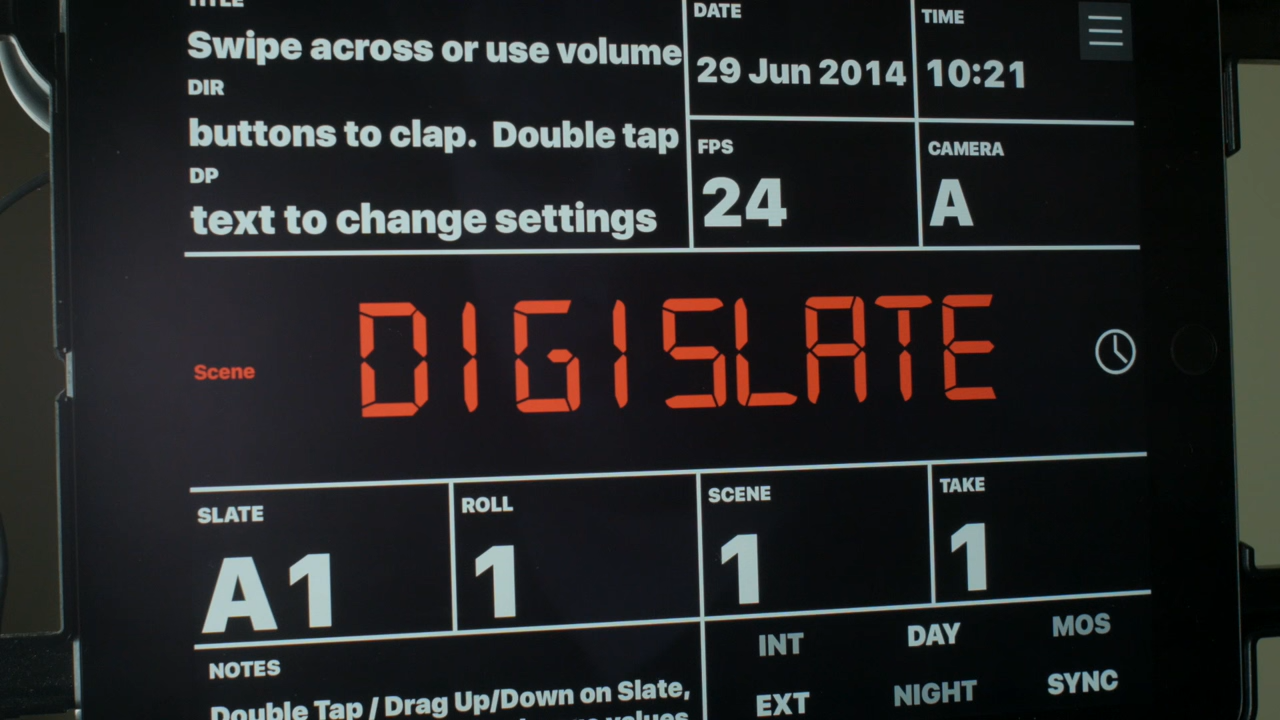 TITLE
Swipe across or use volume
DIR
buttons to clap. Double tap
DP
text to change settings
DATE
29 Jun 2014
TIME
10:21
FPS
24
CAMERA
A
Scene
DIGISLATE
SLATE
A1
ROLL
1
SCENE
1
TAKE
1
NOTES
Double Tap / Drag Up/Down on Slate,
values
INT DAY MOS
EXT NIGHT SYNC